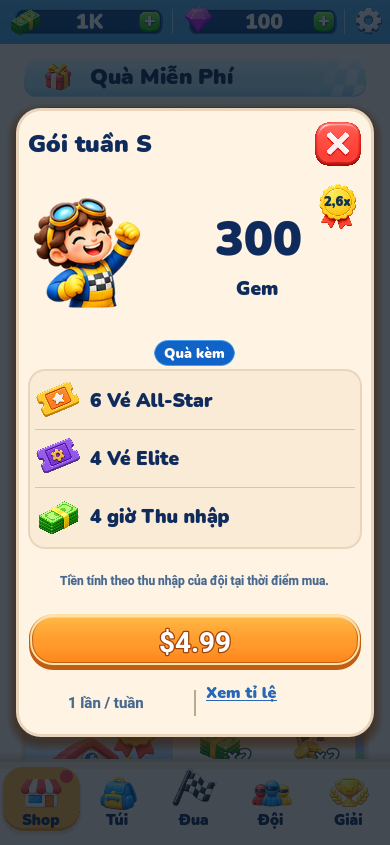 1K
100
Quà Miễn Phí
Gói tuần S
2,6x
300
Gem
Quà kèm
6 Vé All-Star
4 Vé Elite
4 giờ Thu nhập
Tiền tính theo thu nhập của đội tại thời điểm mua.
$4.99
1 lần / tuần
Xem tỉ lệ
x2
x2
Shop
Túi
Đua
Đội
Giải